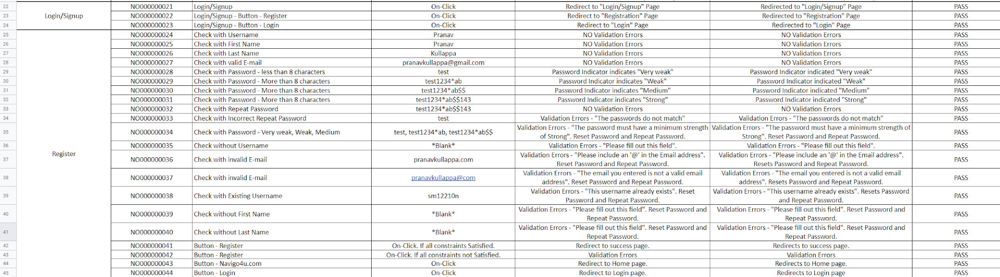 22 NO000000021 Login/Signup On-Click Redirect to "Login/Signup" Page Redirected to "Login/Signup" Page PASS
23 Login/Signup NO000000022 Login/Signup - Button - Register On-Click Redirect to "Registration" Page Redirected to "Registration" Page PASS
24 NO000000023 Login/Signup - Button - Login On-Click Redirect to "Login" Page Redirected to "Login" Page PASS
25 NO000000024 Check with Username Pranav NO Validation Errors NO Validation Errors PASS
26 NO000000025 Check with First Name Pranav NO Validation Errors NO Validation Errors PASS
27 NO000000026 Check with Last Name Kullappa NO Validation Errors NO Validation Errors PASS
28 NO000000027 Check with valid E-mail pranavkullappa@gmail.com NO Validation Errors NO Validation Errors PASS
29 NO000000028 Check with Password - less than 8 characters test Password Indicator indicates "Very weak" Password Indicator indicated "Very weak" PASS
30 NO000000029 Check with Password - More than 8 characters test1234*ab Password Indicator indicates "Weak" Password Indicator indicated "Weak" PASS
31 NO000000030 Check with Password - More than 8 characters test1234*ab$$ Password Indicator indicates "Medium" Password Indicator indicated "Medium" PASS
32 NO000000031 Check with Password - More than 8 characters test1234*ab$$143 Password Indicator indicates "Strong" Password Indicator indicated "Strong" PASS
33 NO000000032 Check with Repeat Password test1234*ab$$143 NO Validation Errors NO Validation Errors PASS
34 NO000000033 Check with Incorrect Repeat Password test Validation Errors - "The passwords do not match" Validation Errors - "The passwords do not match" PASS
35 NO000000034 Check with Password - Very weak, Weak, Medium test, test1234*ab, test1234*ab$$ Validation Errors - "The password must have a minimum strength
of Strong". Reset Password and Repeat Password. Validation Errors - "The password must have a minimum strength of
Strong". Reset Password and Repeat Password. PASS
36 NO000000035 Check without Username *Blank* Validation Errors - "Please fill out this field". Validation Errors - "Please fill out this field". PASS
Register
37 NO000000036 Check with invalid E-mail pranavkullappa.com Validation Errors - "Please include an '@' in the Email address".
Reset Password and Repeat Password. Validation Errors - "Please include an '@' in the Email address".
Resets Password and Repeat Password. PASS
38 NO000000037 Check with invalid E-mail pranavkullappa@com Validation Errors - "The email you entered is not a valid email
address". Reset Password and Repeat Password. Validation Errors - "The email you entered is not a valid email
address". Resets Password and Repeat Password. PASS
39 NO000000038 Check with Existing Username sm12210n Validation Errors - "This username already exists". Reset
Password and Repeat Password. Validation Errors - "This username already exists". Resets Password
and Repeat Password. PASS
40 NO000000039 Check without First Name *Blank* Validation Errors - "Please fill out this field". Reset Password and
Repeat Password. Validation Errors - "Please fill out this field". Reset Password and
Repeat Password. PASS
41 NO000000040 Check without Last Name *Blank* Validation Errors - "Please fill out this field". Reset Password and
Repeat Password. Validation Errors - "Please fill out this field". Reset Password and
Repeat Password. PASS
42 NO000000041 Button - Register On-Click. If all constraints Satisfied. Redirect to success page. Redirects to success page. PASS
43 NO000000042 Button - Register On-Click. If all constraints not Satisfied. Validation Errors Validation Errors PASS
44 NO000000043 Button - Navigo4u.com On-Click Redirect to Home page. Redirects to Home page. PASS
45 NO000000044 Button - Login On-Click Redirect to Login page. Redirects to Login page PASS